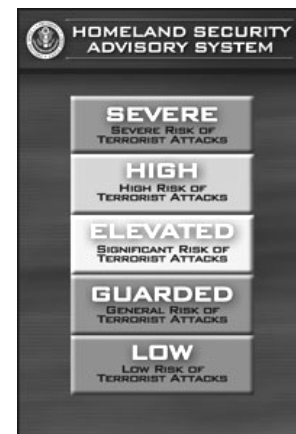 HOMELAND SECURITY
ADVISORY SYSTEM
SEVERE
SEVERE RISK OF
TERRORIST ATTACKS
HIGH
HIGH RISK OF
TERRORIST ATTACKS
ELEVATED
SIGNIFICANT RISK OF
TERRORIST ATTACKS
GUARDED
GENERAL RISK OF
TERRORIST ATTACKS
LOW
LOW RISK OF
TERRORIST ATTACKS